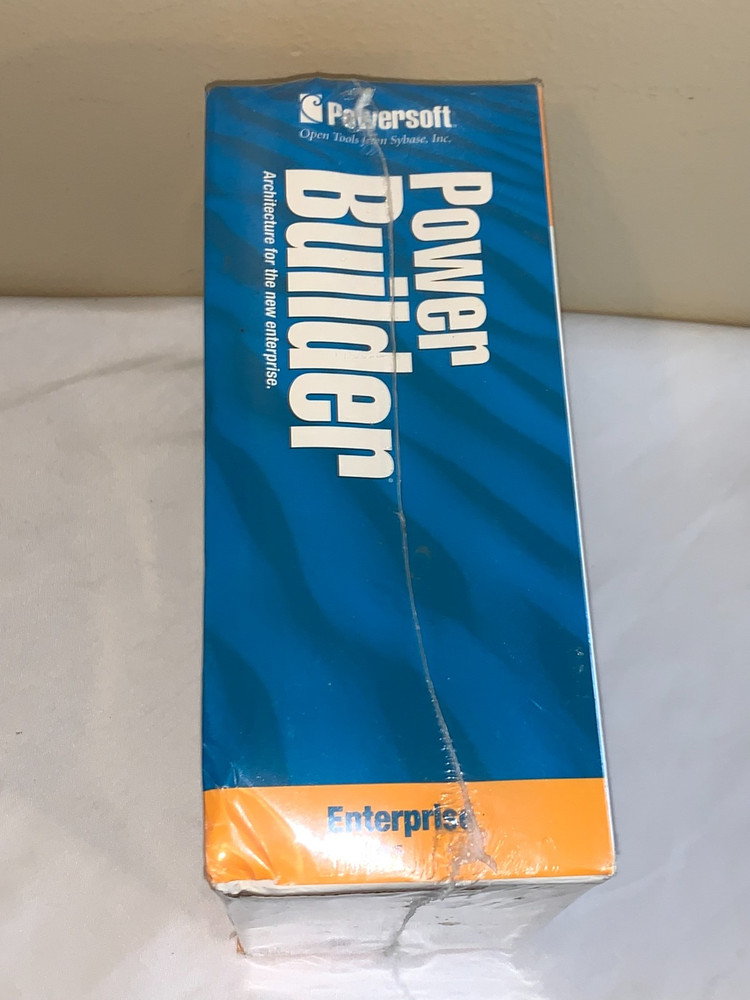 Powersoft
Open Tools from Sybase, Inc.
Power
Builder
Architecture for the new enterprise.
Enterprise